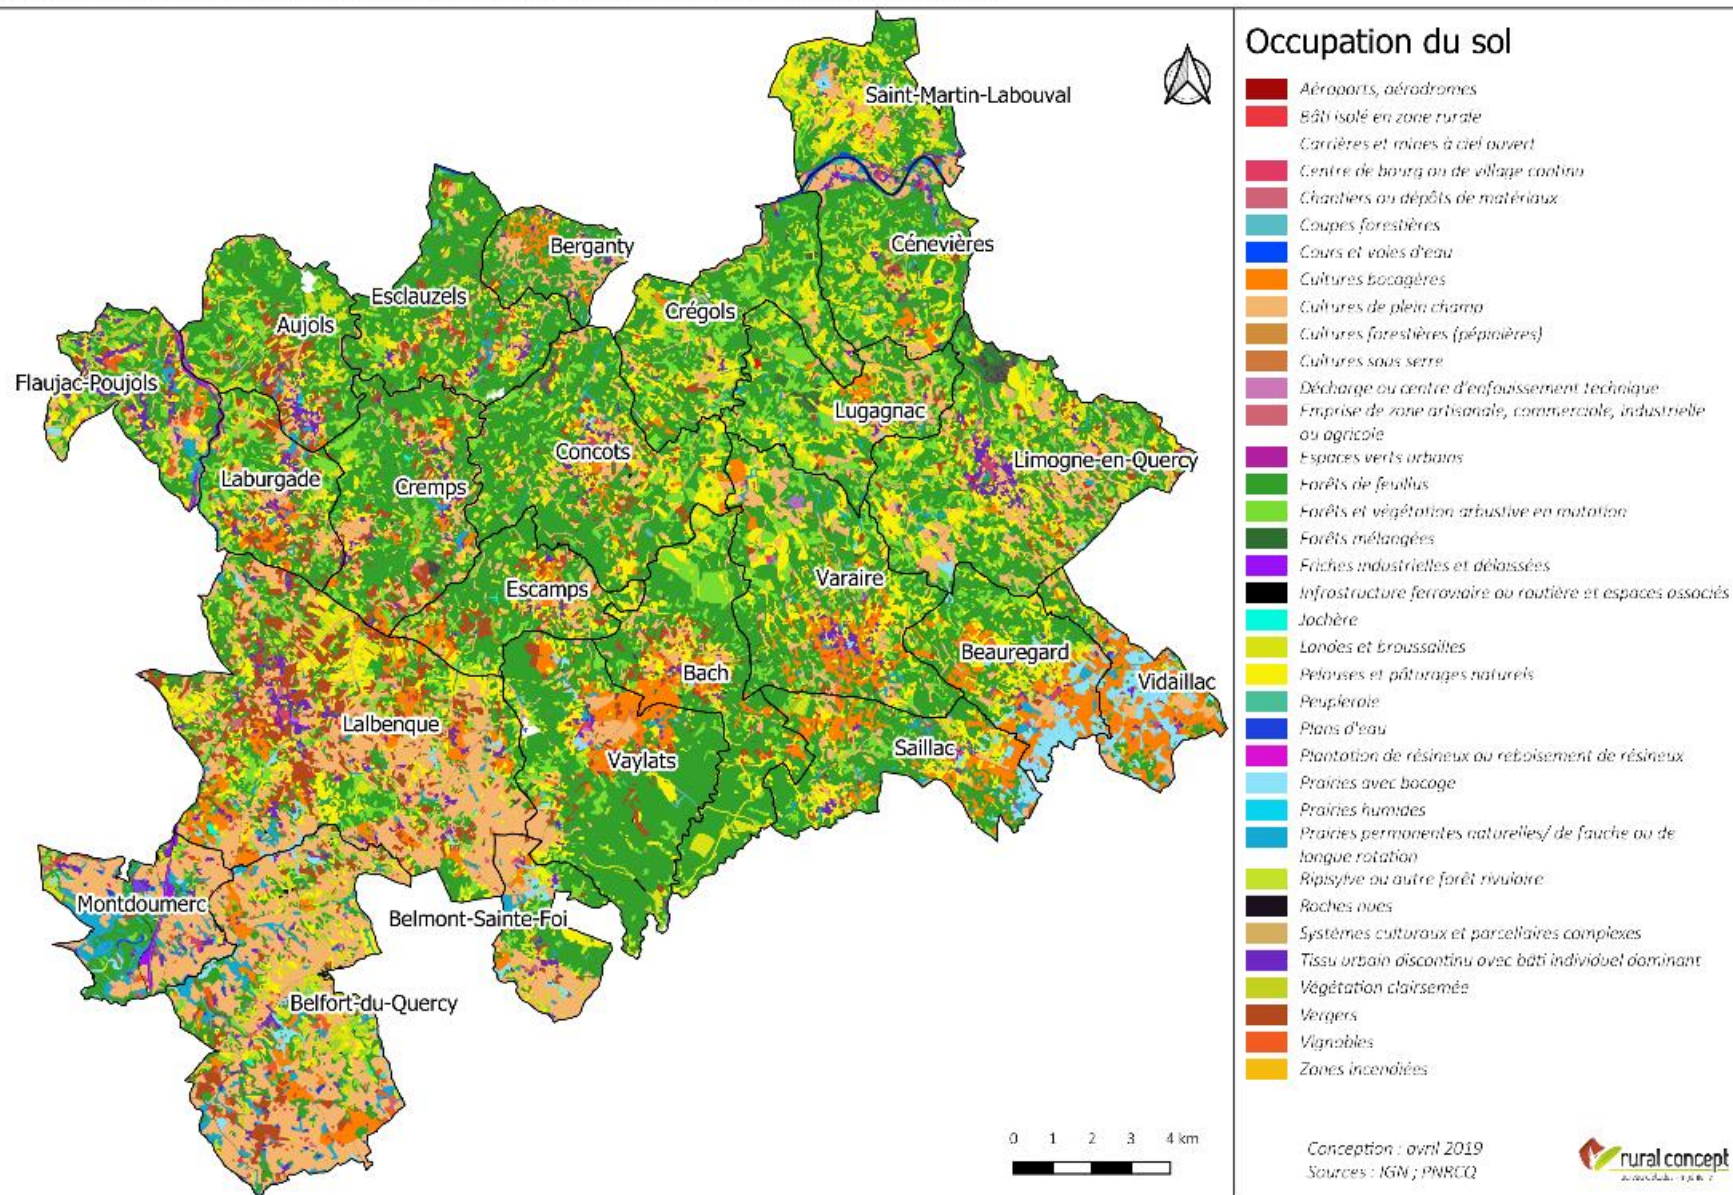 Saint-Martin-Labouval
Cénevières
Berganty
Esclauzels
Crégols
Aujols
Flaujac-Poujols
Lugagnac
Concots
Limogne-en-Quercy
Laburgade
Cremps
Varaire
Escamps
Beauregard
Bach
Vidaillac
Lalbenque
Saillac
Vaylats
Montdoumerc
Belmont-Sainte-Foi
Belfort-du-Quercy
0 1 2 3 4 km
Occupation du sol
Aéroports, aérodromes
Bâti isolé en zone rurale
Carrières et mines à ciel ouvert
Centre de bourg ou de village continu
Chantiers ou dépôts de matériaux
Coupes forestières
Cours et voies d'eau
Cultures bocagères
Cultures de plein champ
Cultures forestières (pépinières)
Cultures sous serre
Décharge ou centre d'enfouissement technique
Emprise de zone artisanale, commerciale, industrielle
ou agricole
Espaces verts urbains
Forêts de feuillus
Forêts et végétation arbustive en mutation
Forêts mélangées
Friches industrielles et délaissées
Infrastructure ferroviaire ou routière et espaces associés
Jachère
Landes et broussailles
Pelouses et pâturages naturels
Peupleraie
Plans d'eau
Plantation de résineux ou reboisement de résineux
Prairies avec bocage
Prairies humides
Prairies permanentes naturelles/ de fauche ou de
longue rotation
Ripisylve ou autre forêt rivulaire
Roches nues
Systèmes culturaux et parcellaires complexes
Tissu urbain discontinu avec bâti individuel dominant
Végétation clairsemée
Vergers
Vignobles
Zones incendiées
Conception : avril 2019
Sources : IGN ; PNRCQ
rural concept